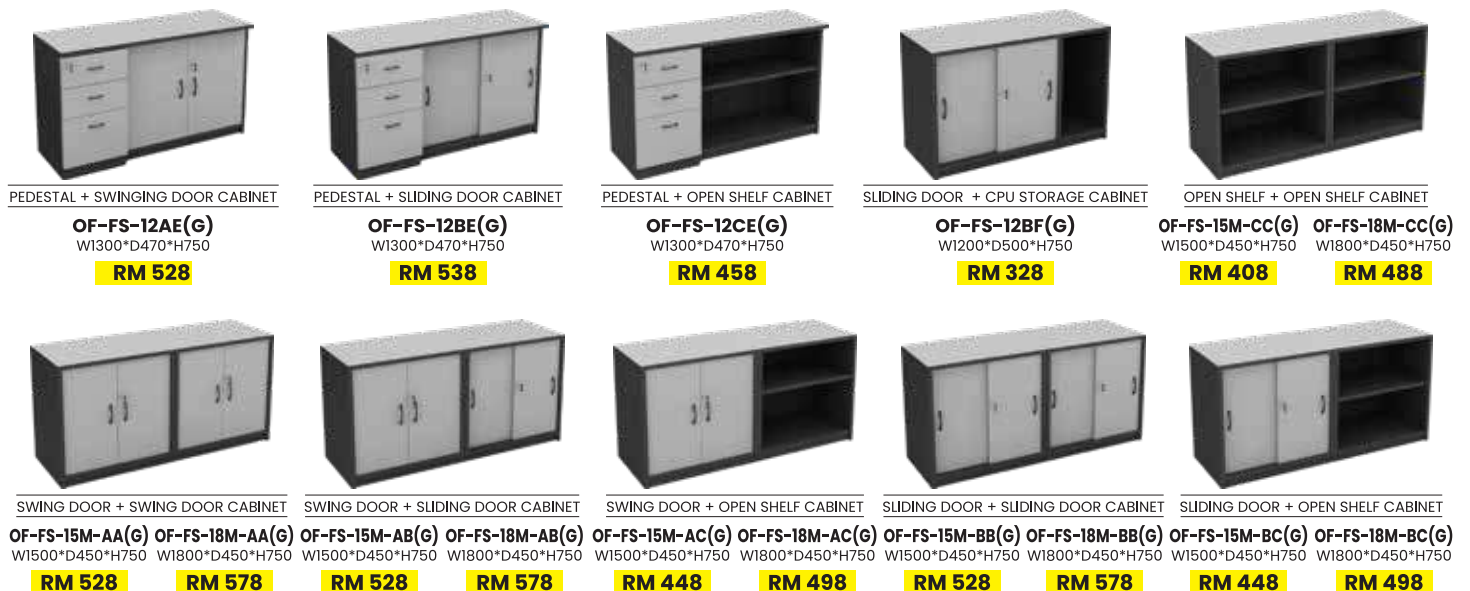 PEDESTAL + SWINGING DOOR CABINET
OF-FS-12AE(G)
W1300*D470*H750
RM 528
PEDESTAL + SLIDING DOOR CABINET
OF-FS-12BE(G)
W1300*D470*H750
RM 538
PEDESTAL + OPEN SHELF CABINET
OF-FS-12CE(G)
W1300*D470*H750
RM 458
SLIDING DOOR + CPU STORAGE CABINET
OF-FS-12BF(G)
W1200*D500*H750
RM 328
OPEN SHELF + OPEN SHELF CABINET
OF-FS-15M-CC(G)
W1500*D450*H750
RM 408
OF-FS-18M-CC(G)
W1800*D450*H750
RM 488
SWING DOOR + SWING DOOR CABINET
OF-FS-15M-AA(G)
W1500*D450*H750
RM 528
OF-FS-18M-AA(G)
W1800*D450*H750
RM 578
SWING DOOR + SLIDING DOOR CABINET
OF-FS-15M-AB(G)
W1500*D450*H750
RM 528
OF-FS-18M-AB(G)
W1800*D450*H750
RM 578
SWING DOOR + OPEN SHELF CABINET
OF-FS-15M-AC(G)
W1500*D450*H750
RM 448
OF-FS-18M-AC(G)
W1800*D450*H750
RM 498
SLIDING DOOR + SLIDING DOOR CABINET
OF-FS-15M-BB(G)
W1500*D450*H750
RM 528
OF-FS-18M-BB(G)
W1800*D450*H750
RM 578
SLIDING DOOR + OPEN SHELF CABINET
OF-FS-15M-BC(G)
W1500*D450*H750
RM 448
OF-FS-18M-BC(G)
W1800*D450*H750
RM 498